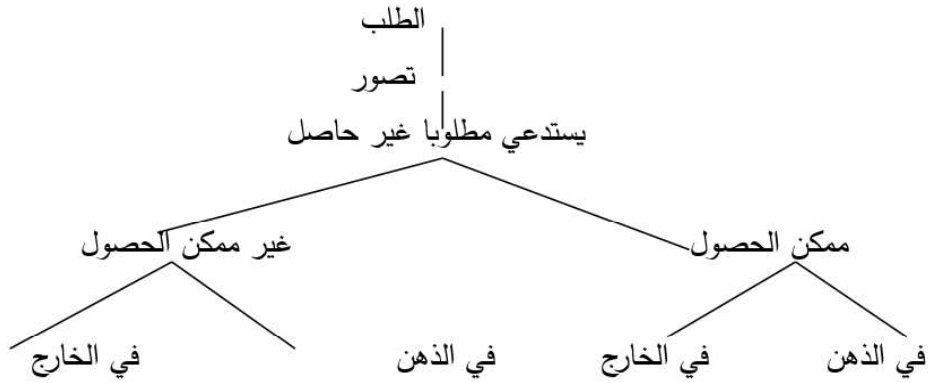 الطلب
تصور
يستدعي مطلوبا غير حاصل
ممكن الحصول
غير ممكن الحصول
في الذهن
في الخارج
في الذهن
في الخارج